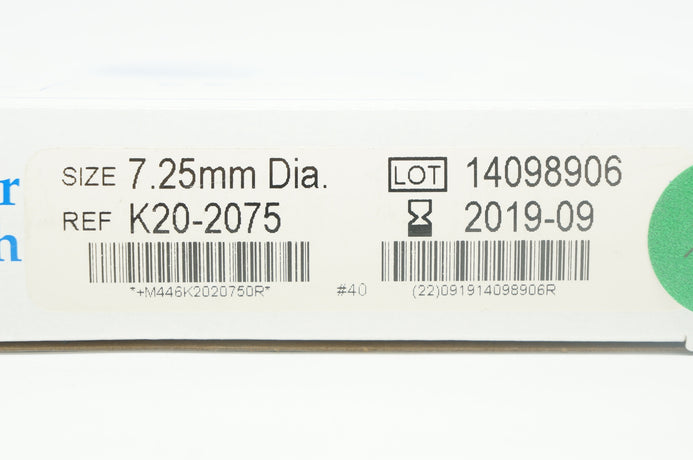 r
n
SIZE 7.25mm Dia.
REF K20-2075
*+M446K2020750R*
#40
LOT 14098906
2019-09
(22)091914098906R